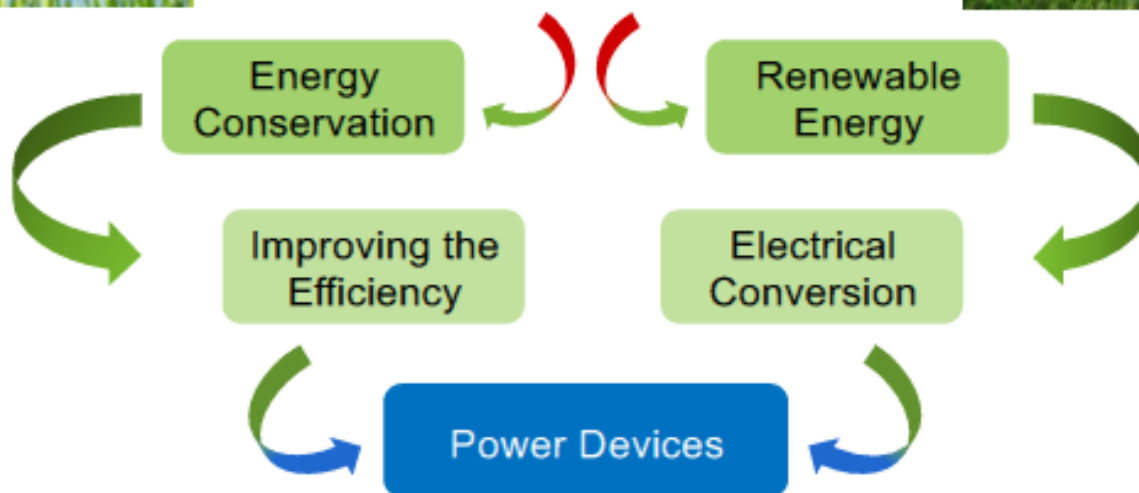 Energy
Conservation
Renewable
Energy
Improving the
Efficiency
Electrical
Conversion
Power Devices